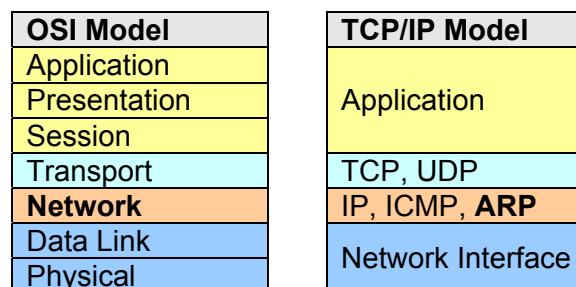 OSI Model
Application
Presentation
Session
Transport
Network
Data Link
Physical
TCP/IP Model
Application
TCP, UDP
IP, ICMP, ARP
Network Interface